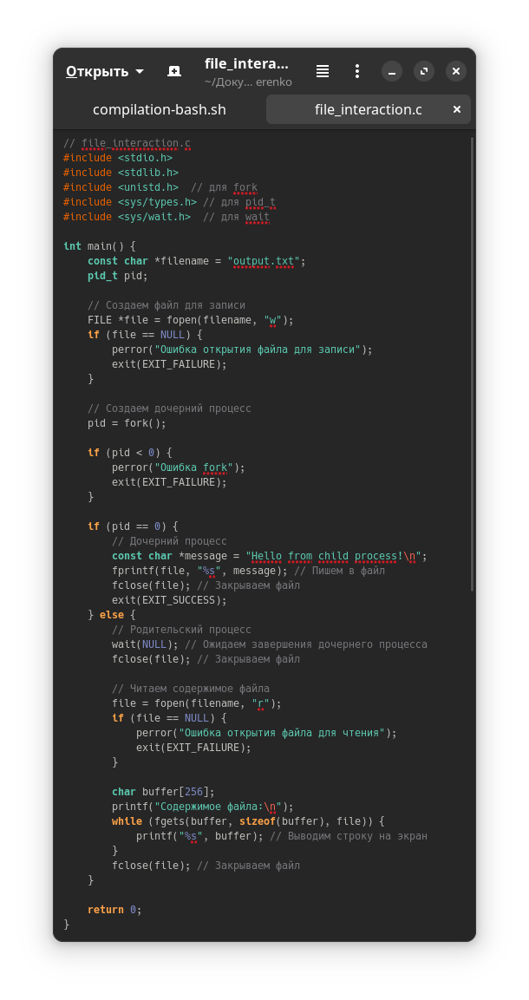 Открыть
file_intera...
~/Доку... erenko
compilation-bash.sh
file_interaction.c
// file_interaction.c
#include <stdio.h>
#include <stdlib.h>
#include <unistd.h>  // для fork
#include <sys/types.h> // для pid_t
#include <sys/wait.h>  // для wait

int main() {
    const char *filename = "output.txt";
    pid_t pid;

    // Создаем файл для записи
    FILE *file = fopen(filename, "w");
    if (file == NULL) {
        perror("Ошибка открытия файла для записи");
        exit(EXIT_FAILURE);
    }

    // Создаем дочерний процесс
    pid = fork();

    if (pid < 0) {
        perror("Ошибка fork");
        exit(EXIT_FAILURE);
    }

    if (pid == 0) {
        // Дочерний процесс
        const char *message = "Hello from child process!\n";
        fprintf(file, "%s", message); // Пишем в файл
        fclose(file); // Закрываем файл
        exit(EXIT_SUCCESS);
    } else {
        // Родительский процесс
        wait(NULL); // Ожидаем завершения дочернего процесса
        fclose(file); // Закрываем файл

        // Читаем содержимое файла
        file = fopen(filename, "r");
        if (file == NULL) {
            perror("Ошибка открытия файла для чтения");
            exit(EXIT_FAILURE);
        }

        char buffer[256];
        printf("Содержимое файла:\n");
        while (fgets(buffer, sizeof(buffer), file)) {
            printf("%s", buffer); // Выводим строку на экран
        }
        fclose(file); // Закрываем файл
    }

    return 0;
}